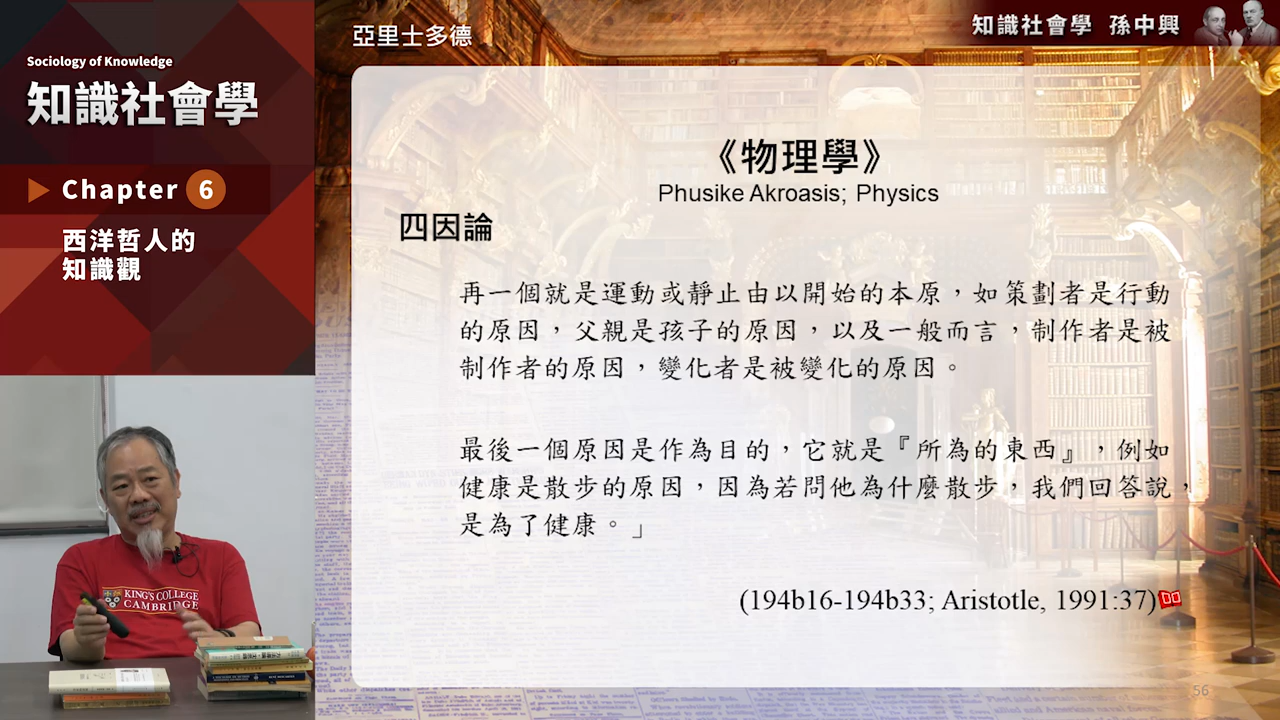 Sociology of Knowledge
知識社會學
Chapter 6
西洋哲人的
知識觀
亞里士多德
知識社會學 孫中興
《物理學》
Phusike Akroasis; Physics
四因論
再一個就是運動或靜止由以開始的本原，如策劃者是行動
的原因，父親是孩子的原因，以及一般而言，制作者是被
制作者的原因，變化者是被變化的原因。
最後一個原因是作為目的，它就是『所為的東西』，例如
健康是散步的原因，因為若問他為什麼散步，我們回答說，
是為了健康。」
(194b16-194b33; Aristotle, 1991:37)
56
KING'S COLLEGE
CAMBRIDGE